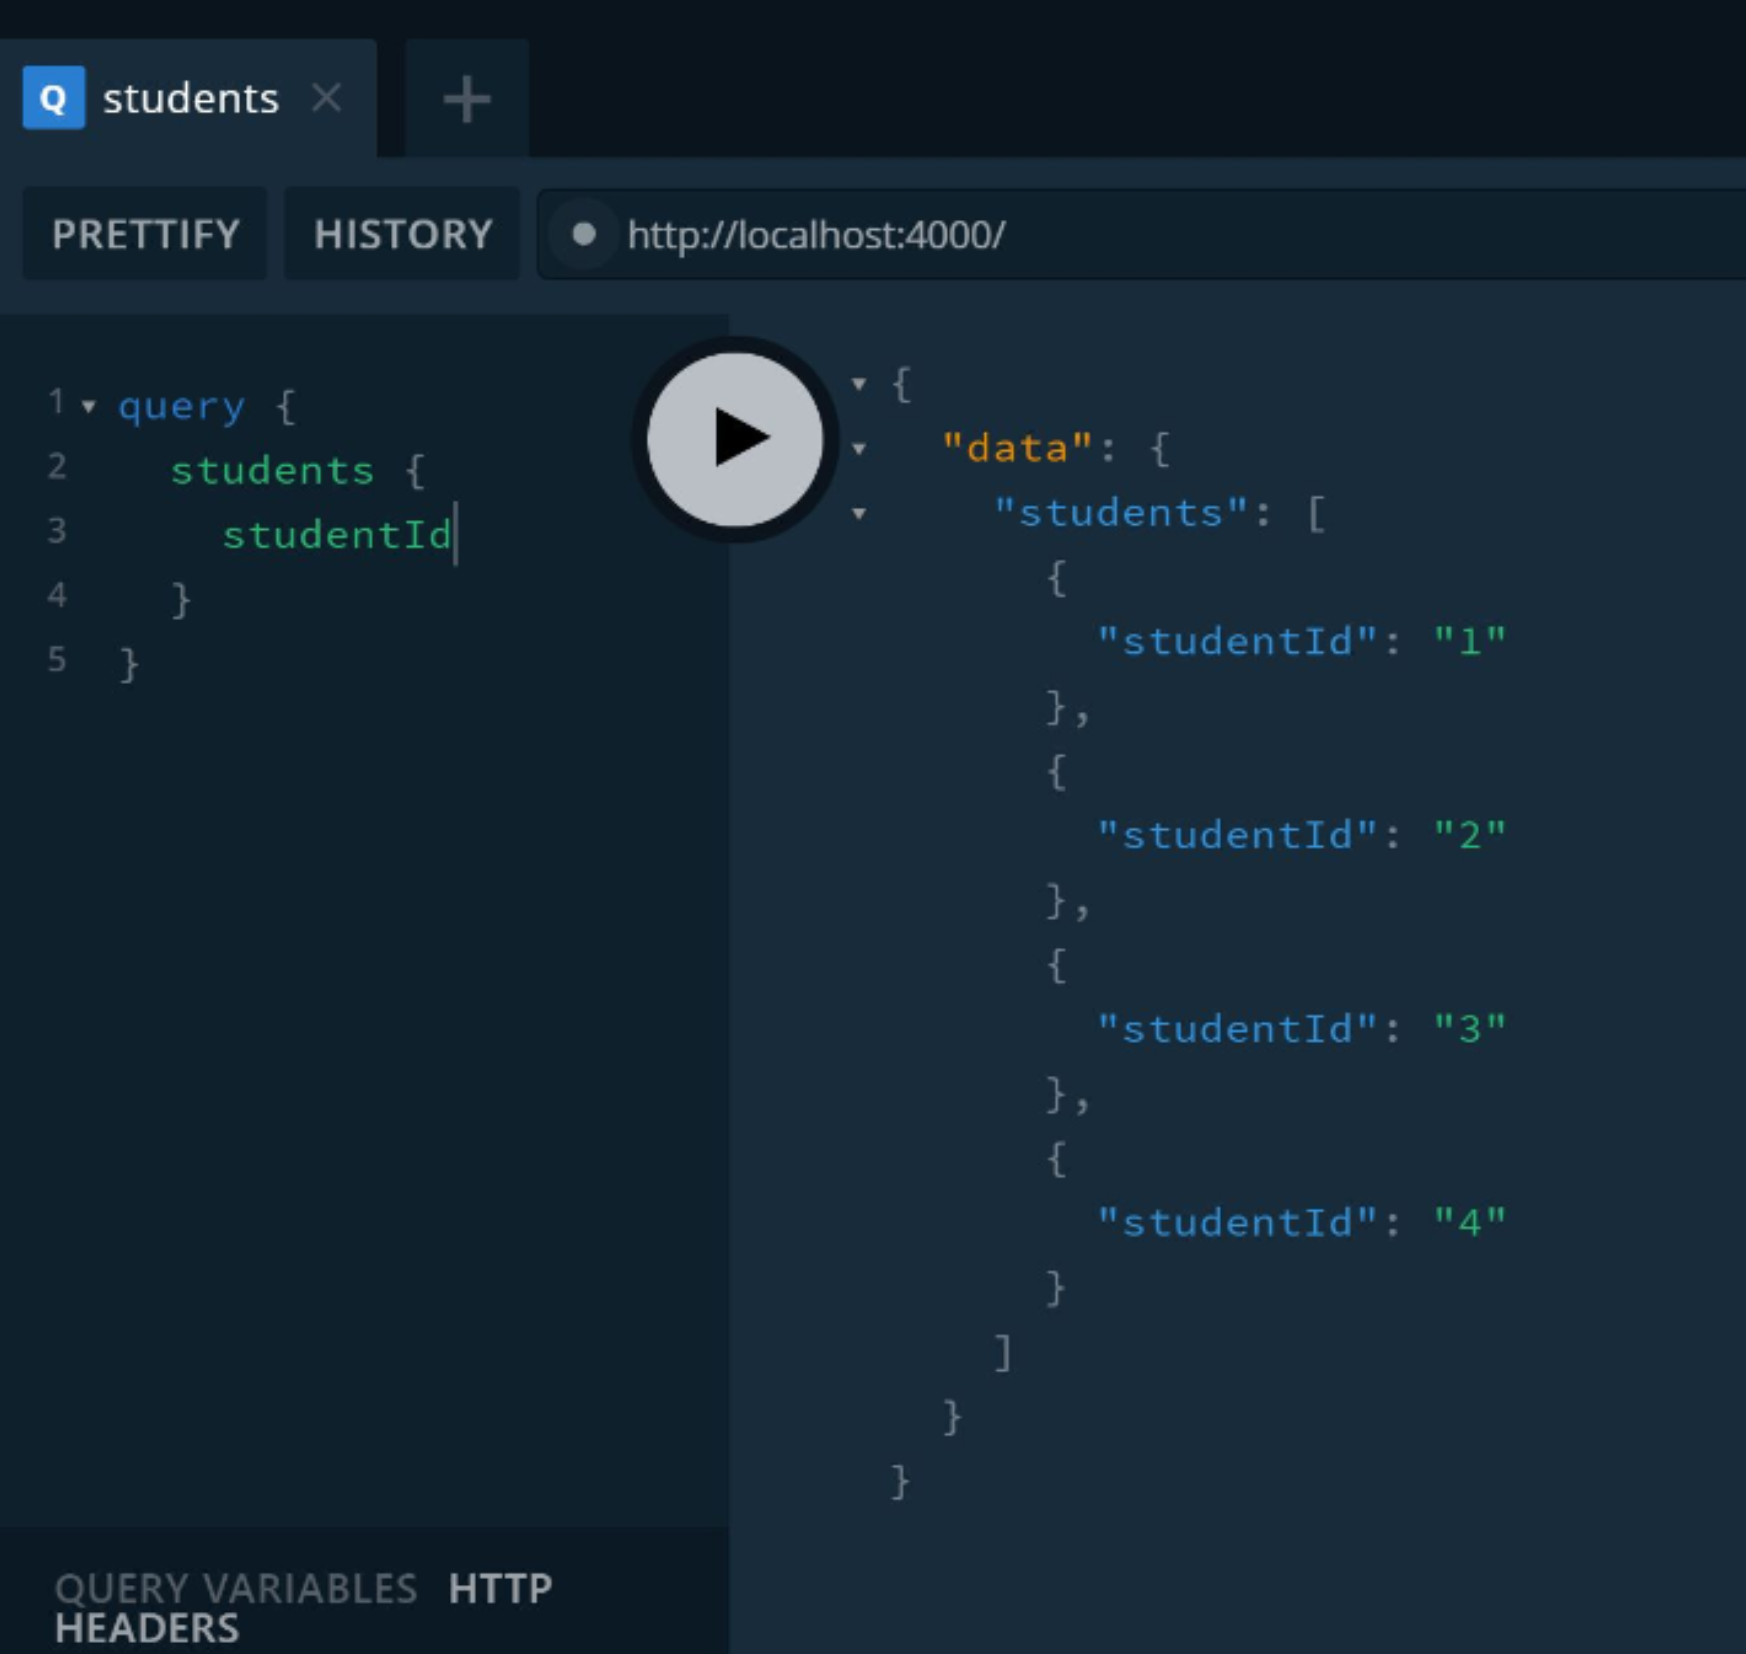 Q students ×
+
PRETTIFY HISTORY http://localhost:4000/
1 query {
2 students {
3 studentId
4 }
5 }
{
"data": {
"students": [
{
"studentId": "1"
},
{
"studentId": "2"
},
{
"studentId": "3"
},
{
"studentId": "4"
}
]
}
}
QUERY VARIABLES HTTP
HEADERS